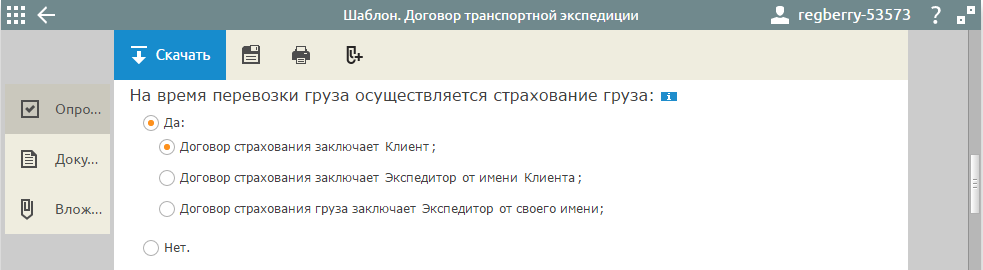 Шаблон. Договор транспортной экспедиции
regberry-53573
?
Скачать
Опро...
Доку...
Влож...
На время перевозки груза осуществляется страхование груза:
Да:
Договор страхования заключает Клиент;
Договор страхования заключает Экспедитор от имени Клиента;
Договор страхования груза заключает Экспедитор от своего имени;
Нет.